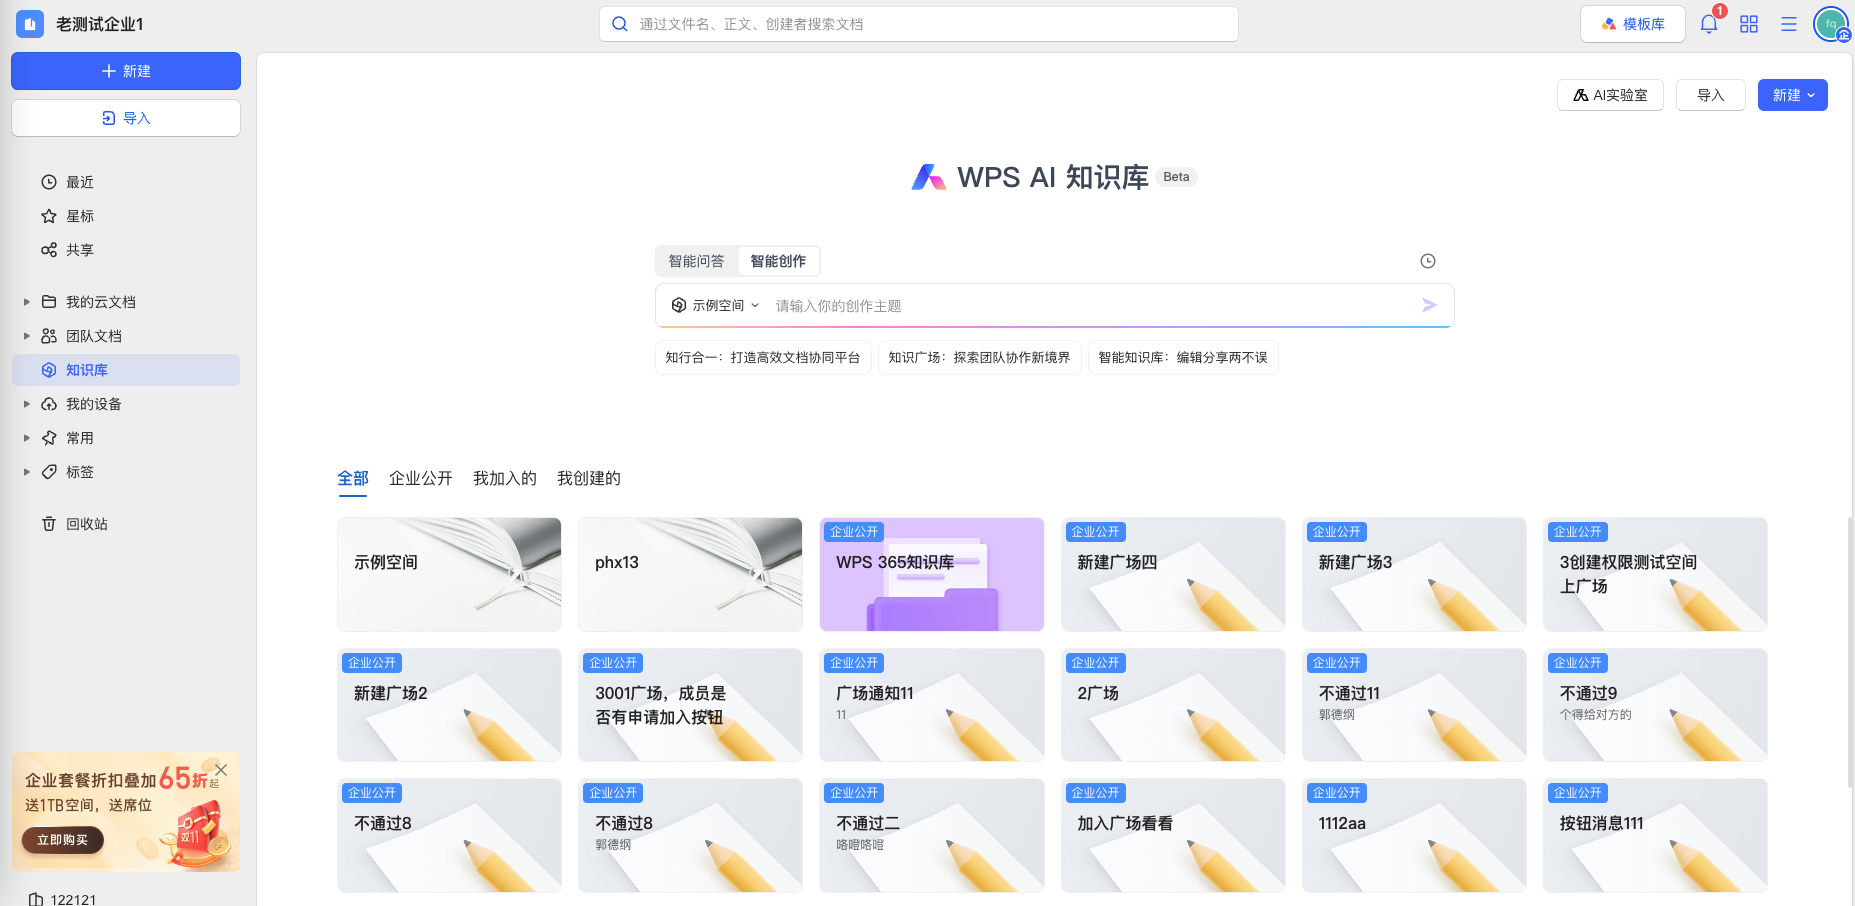 老测试企业1
通过文件名、正文、创建者搜索文档
模板库
1
fq
企
新建
导入
最近
星标
共享
我的云文档
团队文档
知识库
我的设备
常用
标签
回收站
企业套餐折扣叠加65折起
送1TB空间，送席位
立即购买
双11
122121
AI实验室
导入
新建
WPS AI 知识库
Beta
智能问答
智能创作
示例空间
请输入你的创作主题
知行合一：打造高效文档协同平台
知识广场：探索团队协作新境界
智能知识库：编辑分享两不误
全部
企业公开
我加入的
我创建的
示例空间
phx13
企业公开
WPS 365知识库
企业公开
新建广场四
企业公开
新建广场3
企业公开
3创建权限测试空间
上广场
企业公开
新建广场2
企业公开
3001广场，成员是
否有申请加入按钮
企业公开
广场通知11
11
企业公开
2广场
企业公开
不通过11
郭德纲
企业公开
不通过9
个得给对方的
企业公开
不通过8
企业公开
不通过8
郭德纲
企业公开
不通过二
咯噔咯噔
企业公开
加入广场看看
企业公开
1112aa
企业公开
按钮消息111